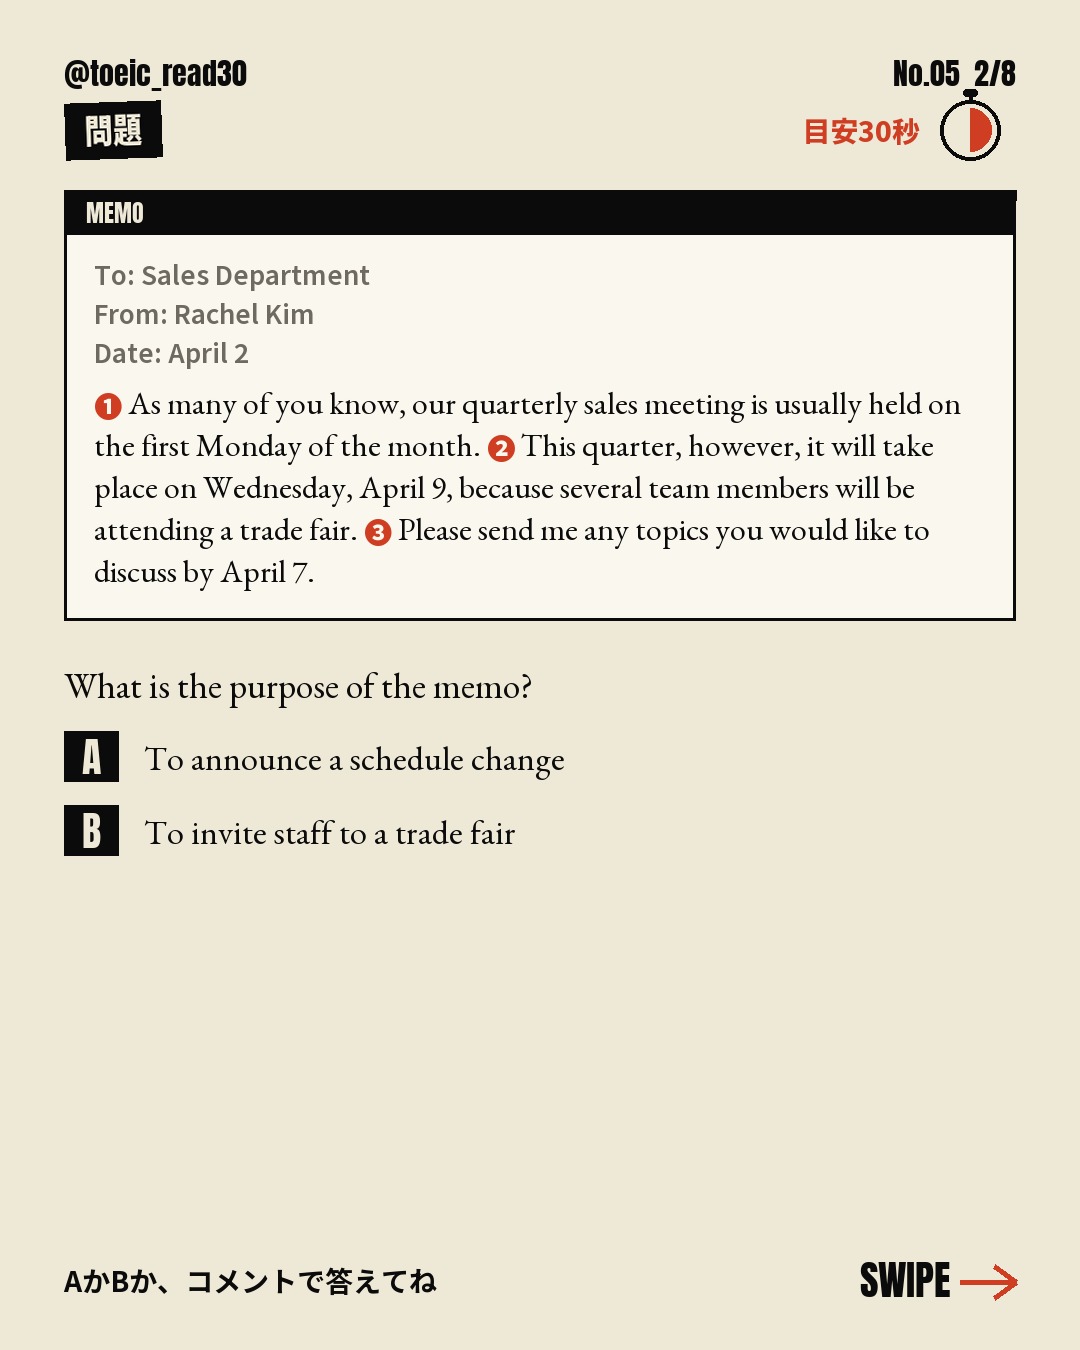 @toeic_read30
No.05 2/8
問題
目安30秒
MEMO
To: Sales Department
From: Rachel Kim
Date: April 2
❶ As many of you know, our quarterly sales meeting is usually held on
the first Monday of the month. ❷ This quarter, however, it will take
place on Wednesday, April 9, because several team members will be
attending a trade fair. ❸ Please send me any topics you would like to
discuss by April 7.
What is the purpose of the memo?
A To announce a schedule change
B To invite staff to a trade fair
AかBか、コメントで答えてね
SWIPE